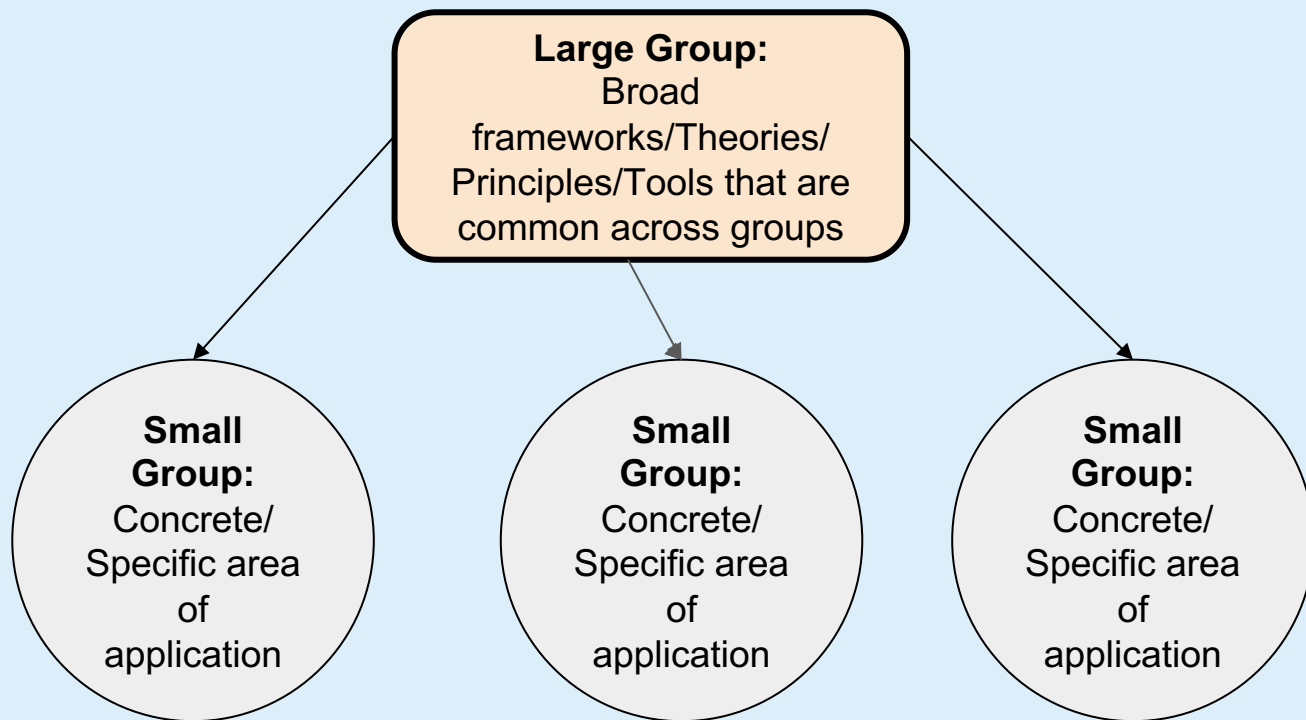 Large Group:
Broad
frameworks/Theories/
Principles/Tools that are
common across groups
Small
Group:
Concrete/
Specific area
of
application
Small
Group:
Concrete/
Specific area
of
application
Small
Group:
Concrete/
Specific area
of
application